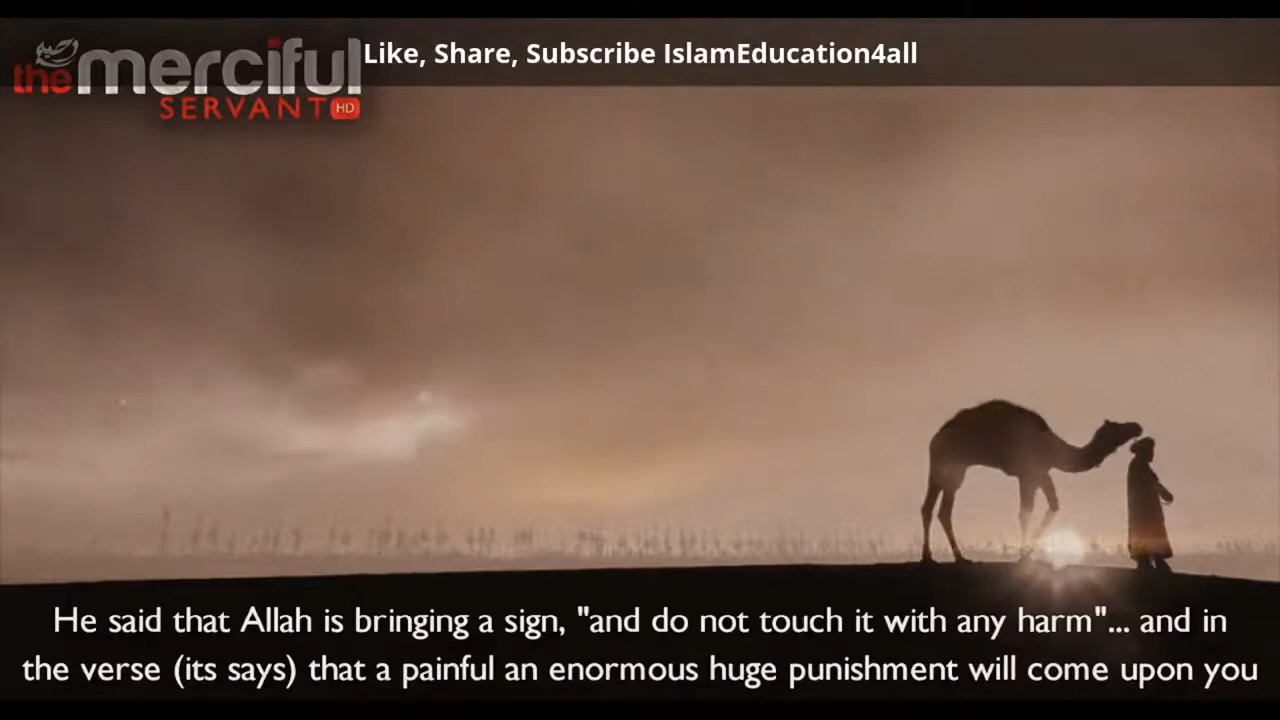 the merciful
SERVANT HD
Like, Share, Subscribe IslamEducation4all
He said that Allah is bringing a sign, "and do not touch it with any harm"... and in
the verse (its says) that a painful an enormous huge punishment will come upon you